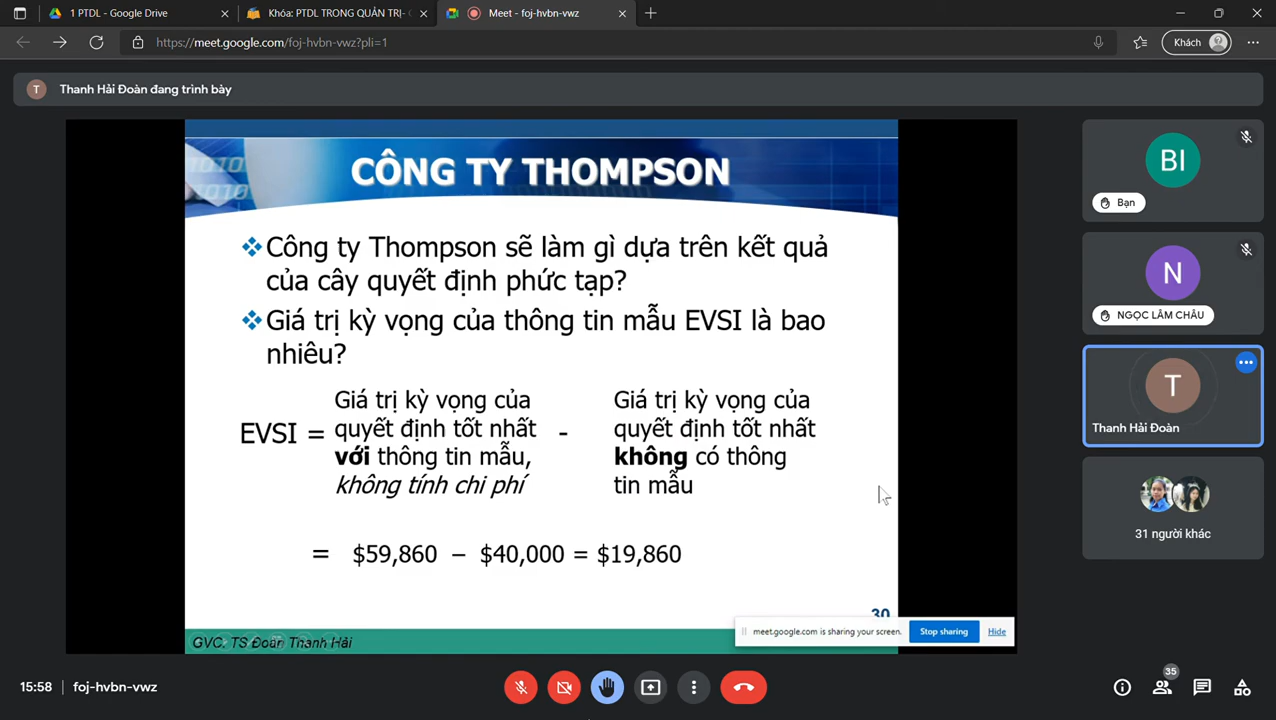 1 PTDL - Google Drive
Khóa: PTDL TRONG QUẢN TRỊ- C
Meet - foj-hvbn-vwz
https://meet.google.com/foj-hvbn-vwz?pli=1
Khách
T
Thanh Hải Đoàn đang trình bày
CÔNG TY THOMPSON
Công ty Thompson sẽ làm gì dựa trên kết quả
của cây quyết định phức tạp?
Giá trị kỳ vọng của thông tin mẫu EVSI là bao
nhiêu?
EVSI =
Giá trị kỳ vọng của
quyết định tốt nhất
với thông tin mẫu,
không tính chi phí
-
Giá trị kỳ vọng của
quyết định tốt nhất
không có thông
tin mẫu
= $59,860 – $40,000 = $19,860
30
GVC. TS Đoàn Thanh Hải
meet.google.com is sharing your screen.
Stop sharing
Hide
BI
Bạn
N
NGỌC LÂM CHÂU
T
Thanh Hải Đoàn
31 người khác
15:58 | foj-hvbn-vwz
35